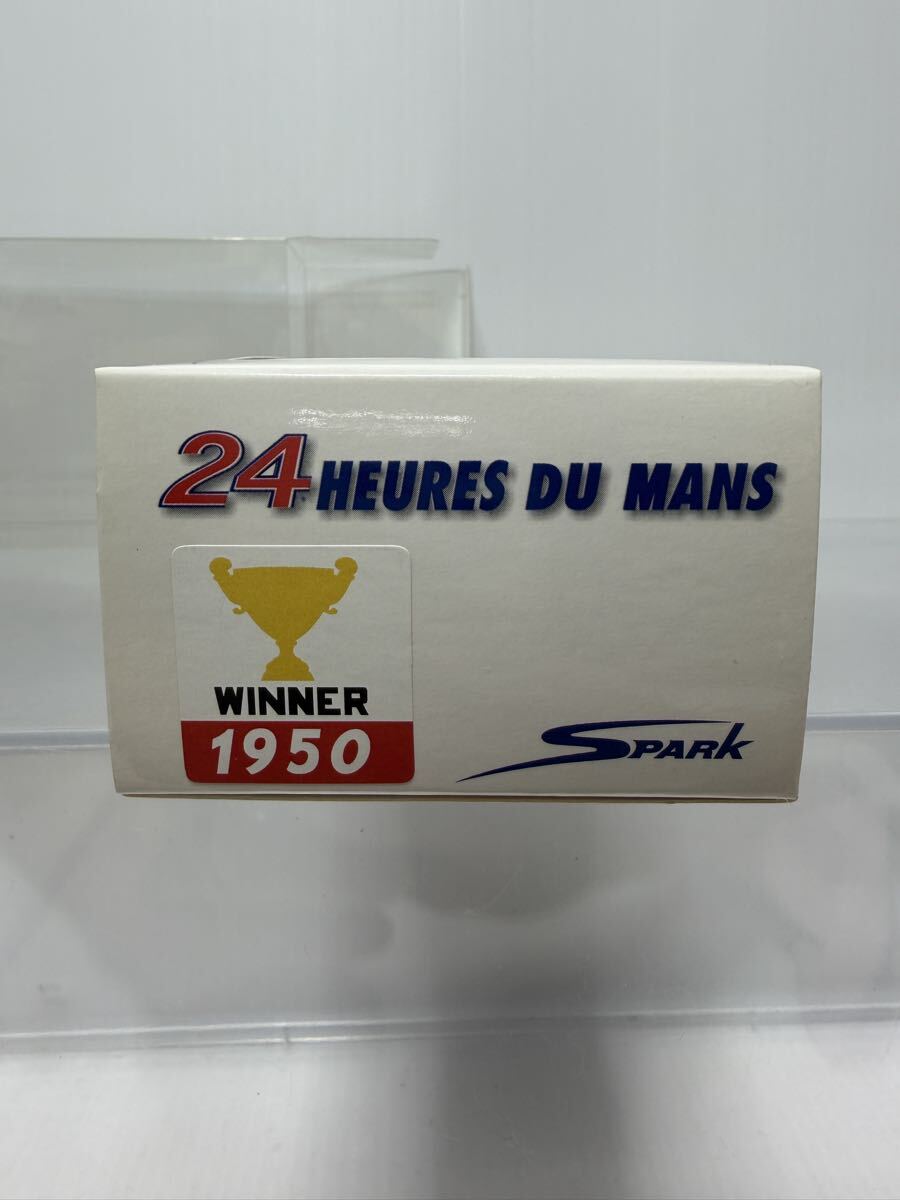 24 HEURES DU MANS
WINNER
1950
SPARK